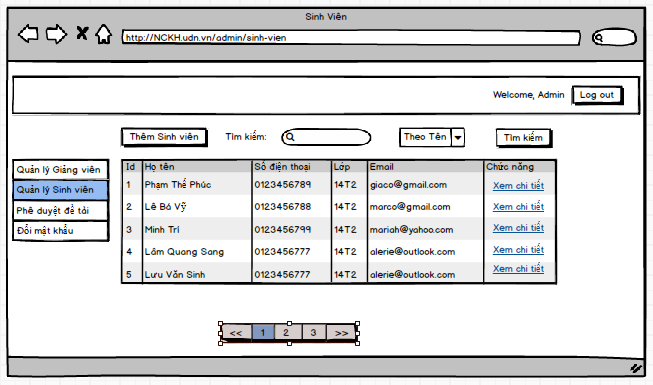 Sinh Viên
http://NCKH.udn.vn/admin/sinh-vien
Welcome, Admin Log out
Thêm Sinh viên Tìm kiếm: Theo Tên Tìm kiếm
Quản lý Giảng viên
Quản lý Sinh viên
Phê duyệt đề tài
Đổi mật khẩu
Id Họ tên Số điện thoại Lớp Email Chức năng
1 Phạm Thế Phúc 0123456789 14T2 giaco@gmail.com Xem chi tiết
2 Lê Bá Vỹ 0123456788 14T2 marco@gmail.com Xem chi tiết
3 Minh Trí 0123456799 14T2 mariah@yahoo.com Xem chi tiết
4 Lâm Quang Sang 0123456777 14T2 alerie@outlook.com Xem chi tiết
5 Lưu Văn Sinh 0123456777 14T2 alerie@outlook.com Xem chi tiết
<< 1 2 3 >>